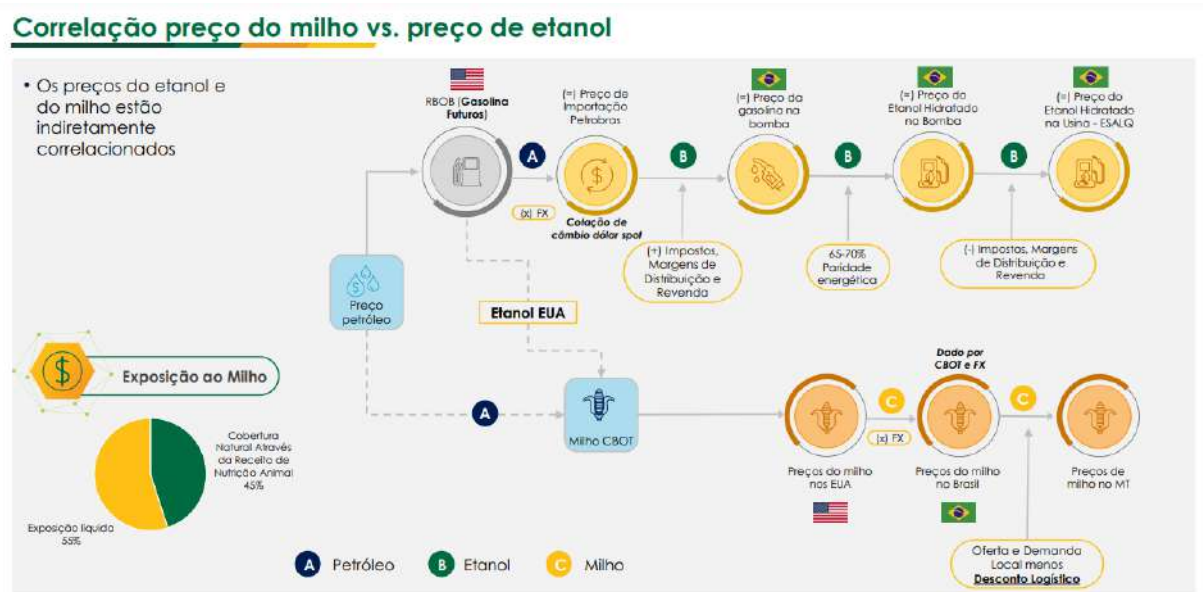 Correlação preço do milho vs. preço de etanol
• Os preços do etanol e
do milho estão
indiretamente
correlacionados
RBOB (Gasolina
Futuros)
A
(x) FX
(=) Preço de
Importação
Petrobras
Cotação de
câmbio dólar spot
B
(+) Impostos,
Margens de
Distribuição e
Revenda
(=) Preço da
gasolina na
bomba
B
65-70%
Paridade
energética
(=) Preço do
Etanol Hidratado
na Bomba
B
(-) Impostos, Margens
de Distribuição e
Revenda
(=) Preço do
Etanol Hidratado
na Usina - ESALQ
Preço
petróleo
Etanol EUA
A
Milho CBOT
Preços do milho
nos EUA
C
(x) FX
Dado por
CBOT e FX
Preços do milho
no Brasil
C
Preços de
milho no MT
Oferta e Demanda
Local menos
Desconto Logístico
$
Exposição ao Milho
Cobertura
Natural Através
da Receita de
Nutrição Animal
45%
Exposição líquida
55%
A Petróleo
B Etanol
C Milho